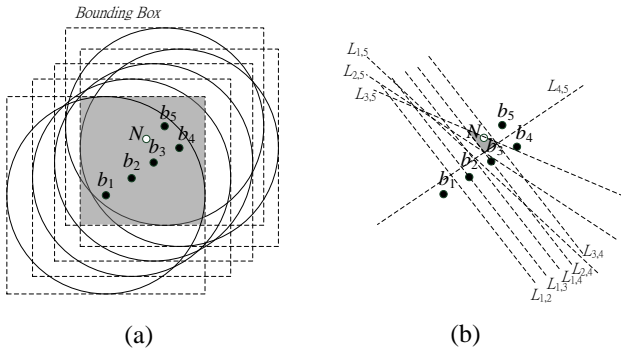 Bounding Box
b5
N
b4
b3
b2
b1
(a)
L1,5
L2,5
L3,5
L4,5
b5
N
b4
b3
b2
b1
L3,4
L2,4
L1,4
L1,3
L1,2
(b)